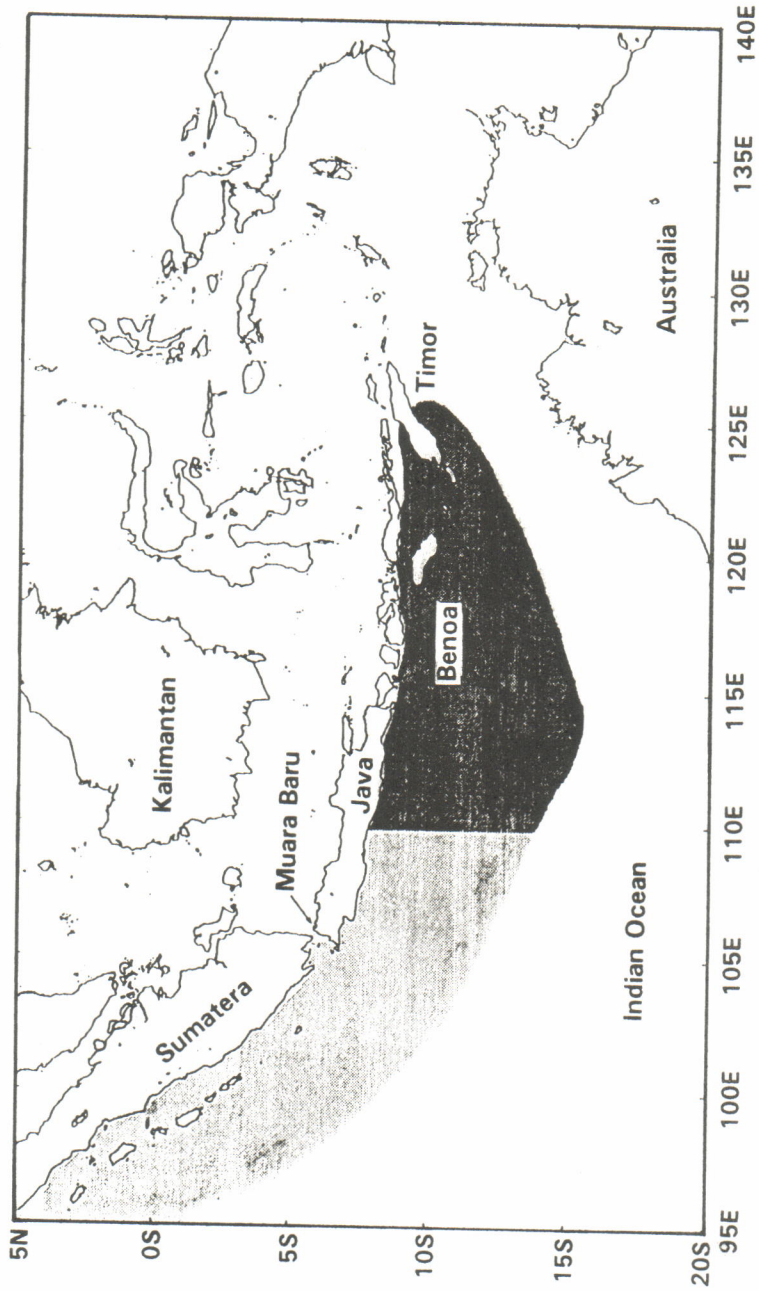 5N
0S
5S
10S
15S
20S
95E
100E
105E
110E
115E
120E
125E
130E
135E
140E
Kalimantan
Muara Baru
Sumatera
Java
Benoa
Timor
Australia
Indian Ocean